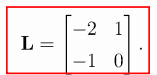 L = [-2 1
-1 0].